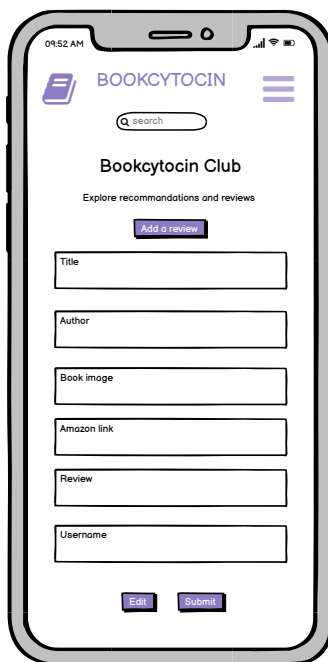 09:52 AM
BOOKCYTOCIN
search
Bookcytocin Club
Explore recommandations and reviews
Add a review
Title
Author
Book image
Amazon link
Review
Username
Edit Submit